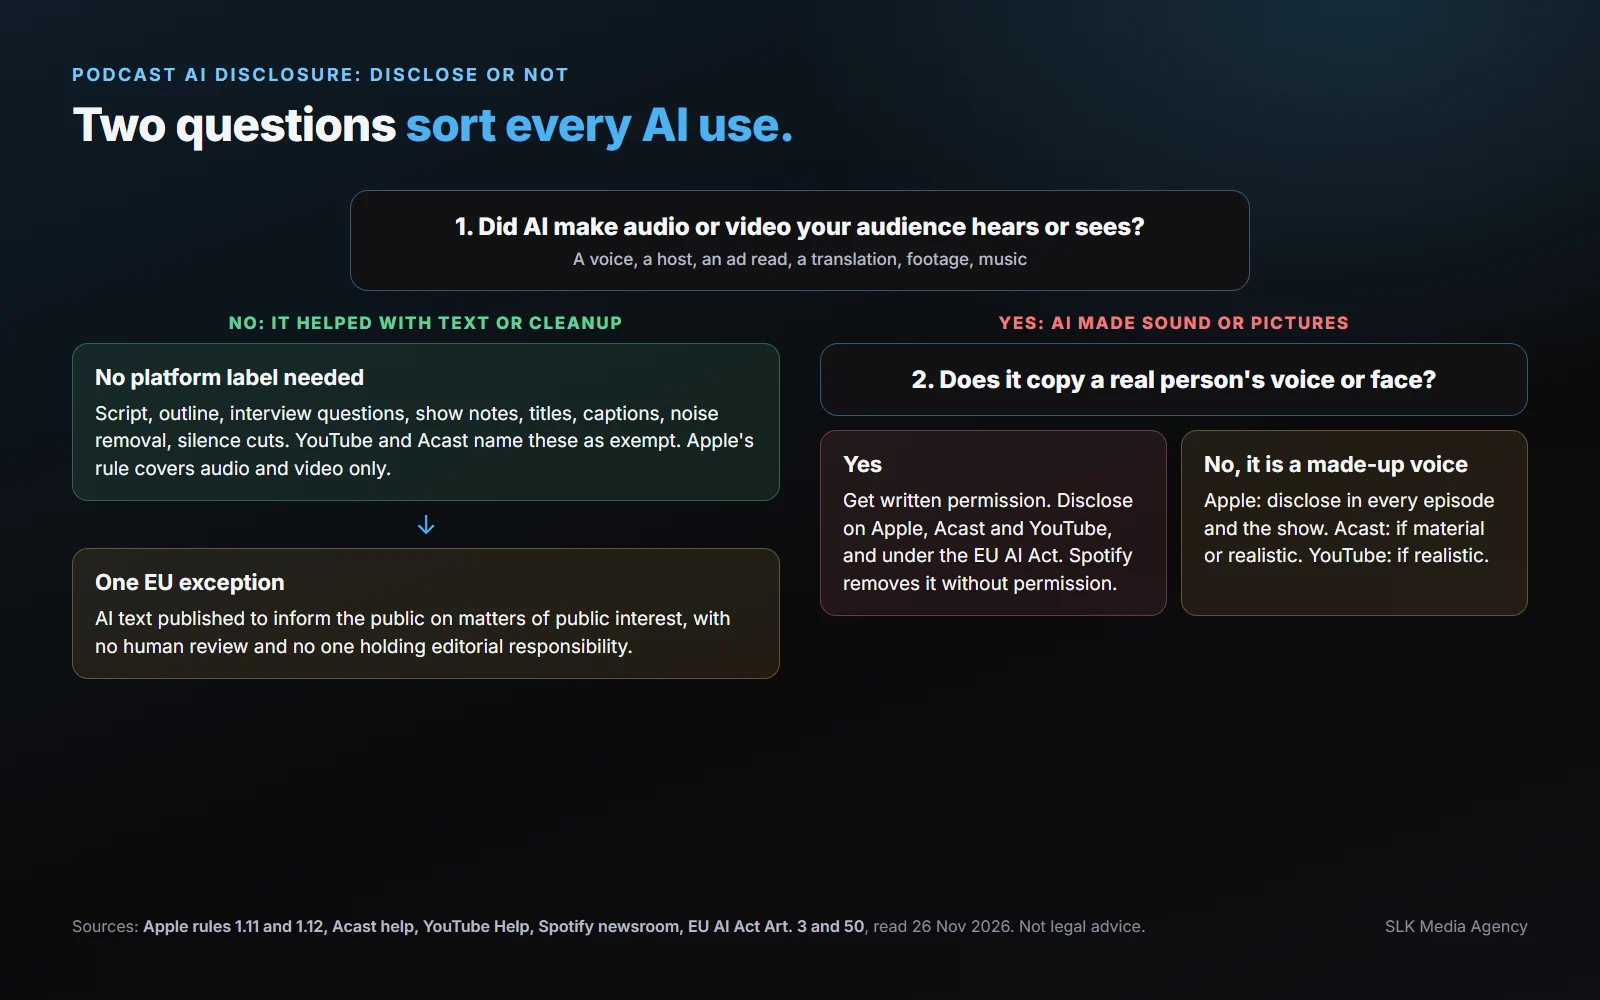 PODCAST AI DISCLOSURE: DISCLOSE OR NOT
Two questions sort every AI use.
1. Did AI make audio or video your audience hears or sees?
A voice, a host, an ad read, a translation, footage, music
NO: IT HELPED WITH TEXT OR CLEANUP
No platform label needed
Script, outline, interview questions, show notes, titles, captions, noise
removal, silence cuts. YouTube and Acast name these as exempt. Apple's
rule covers audio and video only.
↓
One EU exception
AI text published to inform the public on matters of public interest, with
no human review and no one holding editorial responsibility.
YES: AI MADE SOUND OR PICTURES
2. Does it copy a real person's voice or face?
Yes
Get written permission. Disclose
on Apple, Acast and YouTube,
and under the EU AI Act. Spotify
removes it without permission.
No, it is a made-up voice
Apple: disclose in every episode
and the show. Acast: if material
or realistic. YouTube: if realistic.
Sources: Apple rules 1.11 and 1.12, Acast help, YouTube Help, Spotify newsroom, EU AI Act Art. 3 and 50, read 26 Nov 2026. Not legal advice.
SLK Media Agency